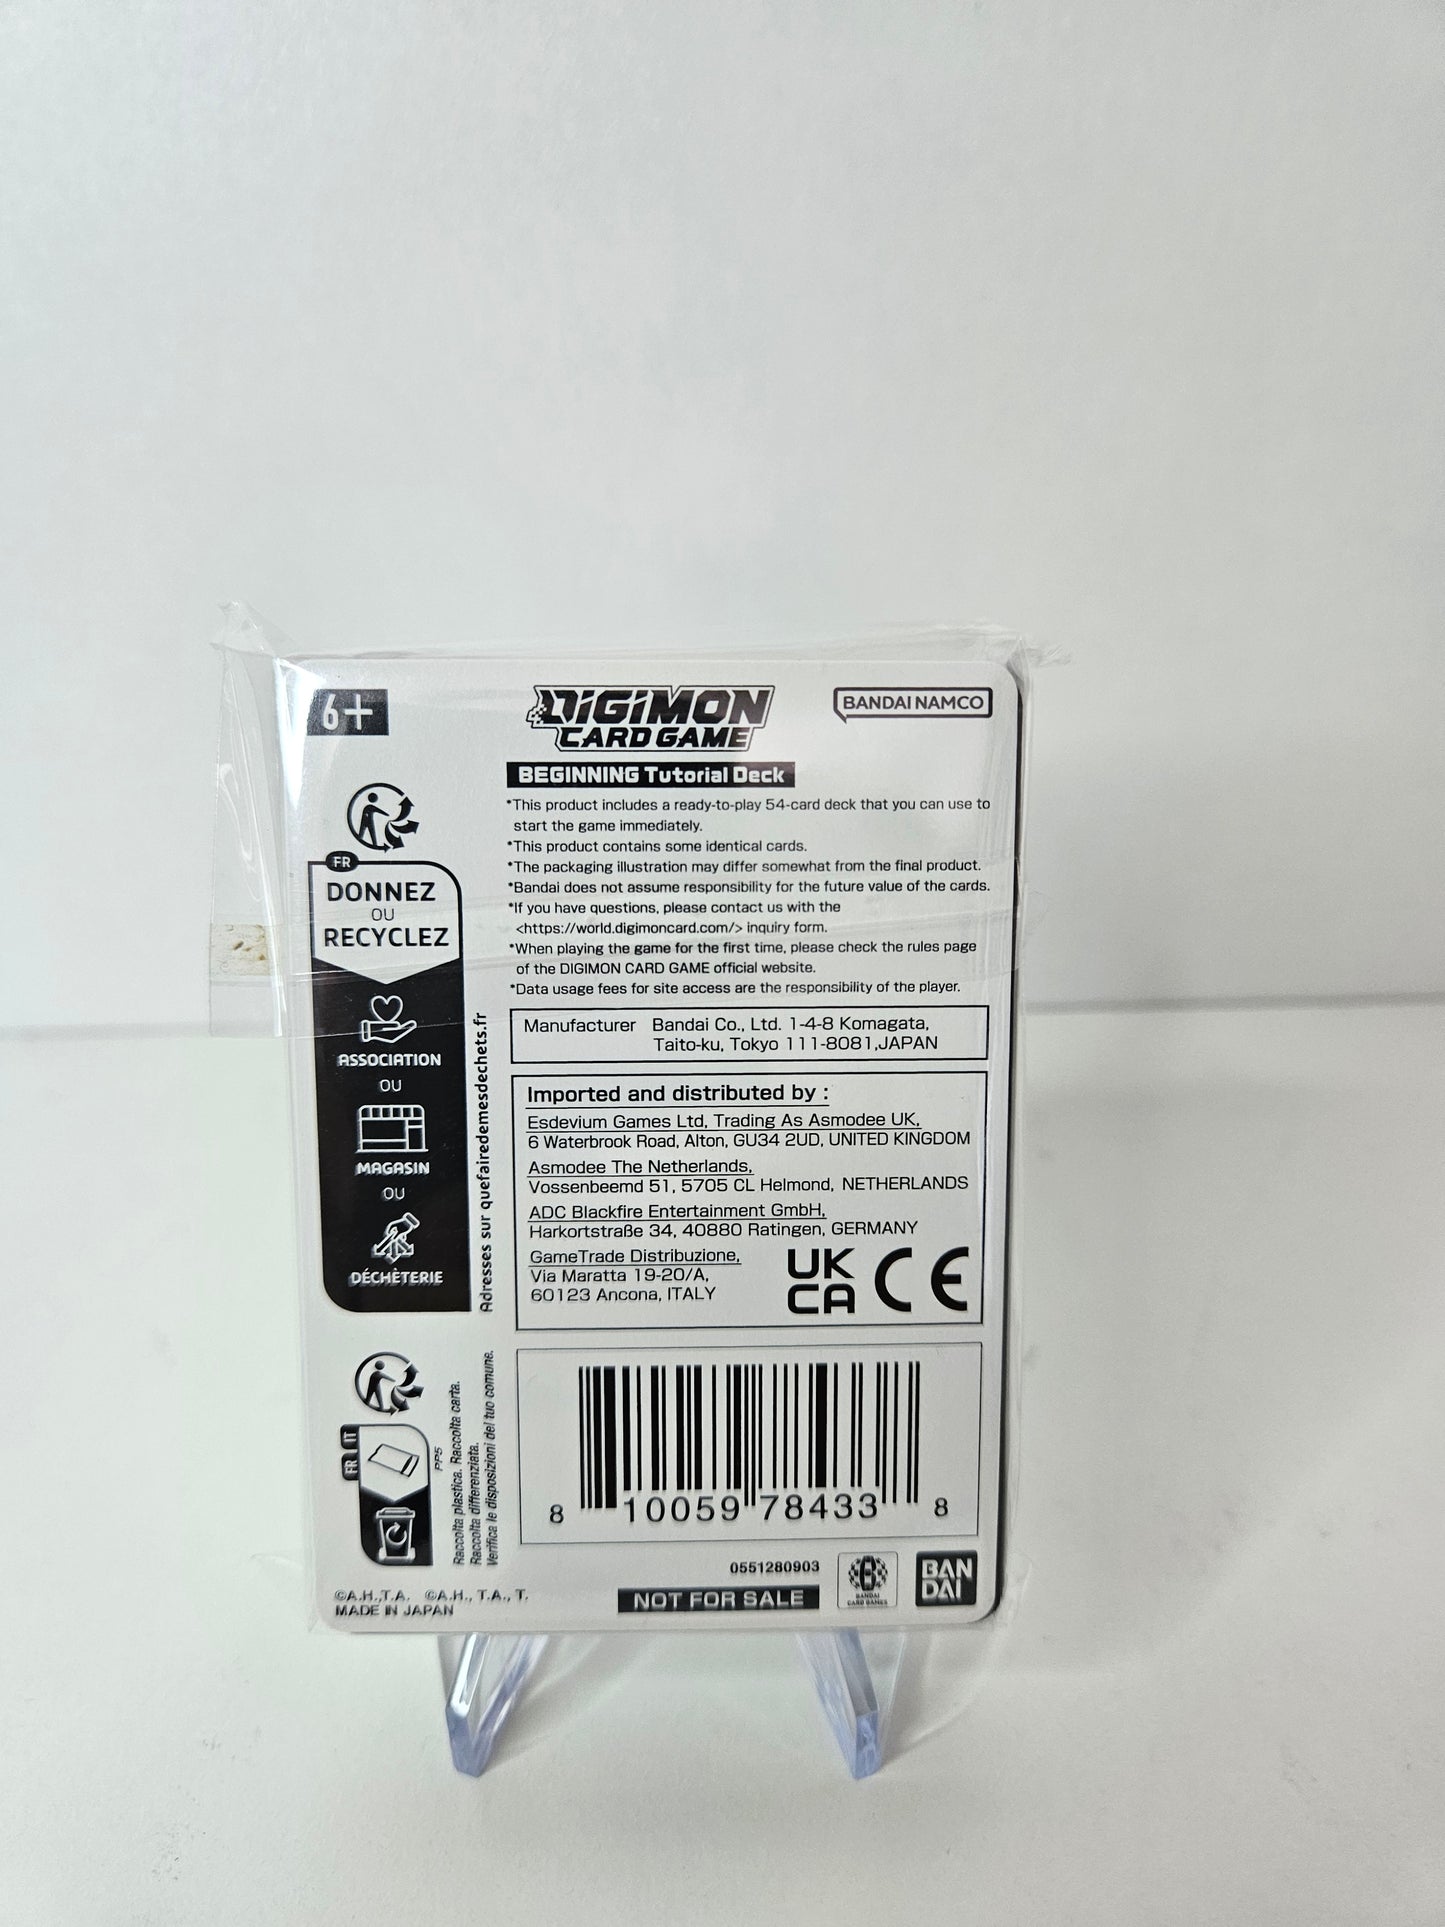 6+
DIGIMON
CARD GAME
BANDAI NAMCO
BEGINNING Tutorial Deck
*This product includes a ready-to-play 54-card deck that you can use to
start the game immediately.
*This product contains some identical cards.
*The packaging illustration may differ somewhat from the final product.
*Bandai does not assume responsibility for the future value of the cards.
*If you have questions, please contact us with the
<https://world.digimoncard.com/> inquiry form.
*When playing the game for the first time, please check the rules page
of the DIGIMON CARD GAME official website.
*Data usage fees for site access are the responsibility of the player.
FR
DONNEZ
OU
RECYCLEZ
ASSOCIATION
OU
MAGASIN
OU
DÉCHÈTERIE
Adresses sur quefairedemesdechets.fr
Manufacturer Bandai Co., Ltd. 1-4-8 Komagata,
Taito-ku, Tokyo 111-8081,JAPAN
Imported and distributed by :
Esdevium Games Ltd, Trading As Asmodee UK,
6 Waterbrook Road, Alton, GU34 2UD, UNITED KINGDOM
Asmodee The Netherlands,
Vossenbeemd 51, 5705 CL Helmond, NETHERLANDS
ADC Blackfire Entertainment GmbH,
Harkortstraße 34, 40880 Ratingen, GERMANY
GameTrade Distribuzione,
Via Maratta 19-20/A,
60123 Ancona, ITALY
UK
CA
CE
FR IT
PP5
Raccolta plastica. Raccolta carta.
Raccolta differenziata.
Verifica le disposizioni del tuo comune.
8 10059 78433 8
0551280903
NOT FOR SALE
BANDAI
CARD GAMES
BAN
DAI
©A.H.,T.A. ©A.H., T.A., T.
MADE IN JAPAN